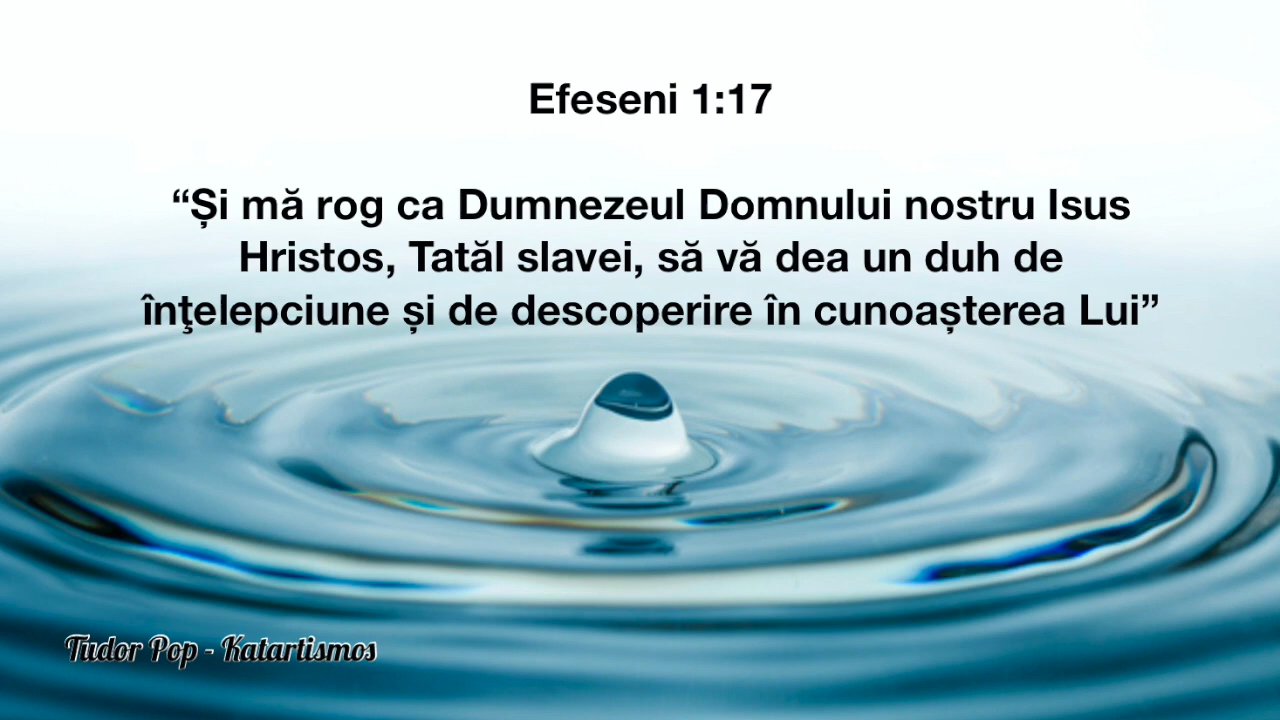 Efeseni 1:17
“Și mă rog ca Dumnezeul Domnului nostru Isus
Hristos, Tatăl slavei, să vă dea un duh de
înţelepciune și de descoperire în cunoașterea Lui”
Tudor Pop - Katartismos